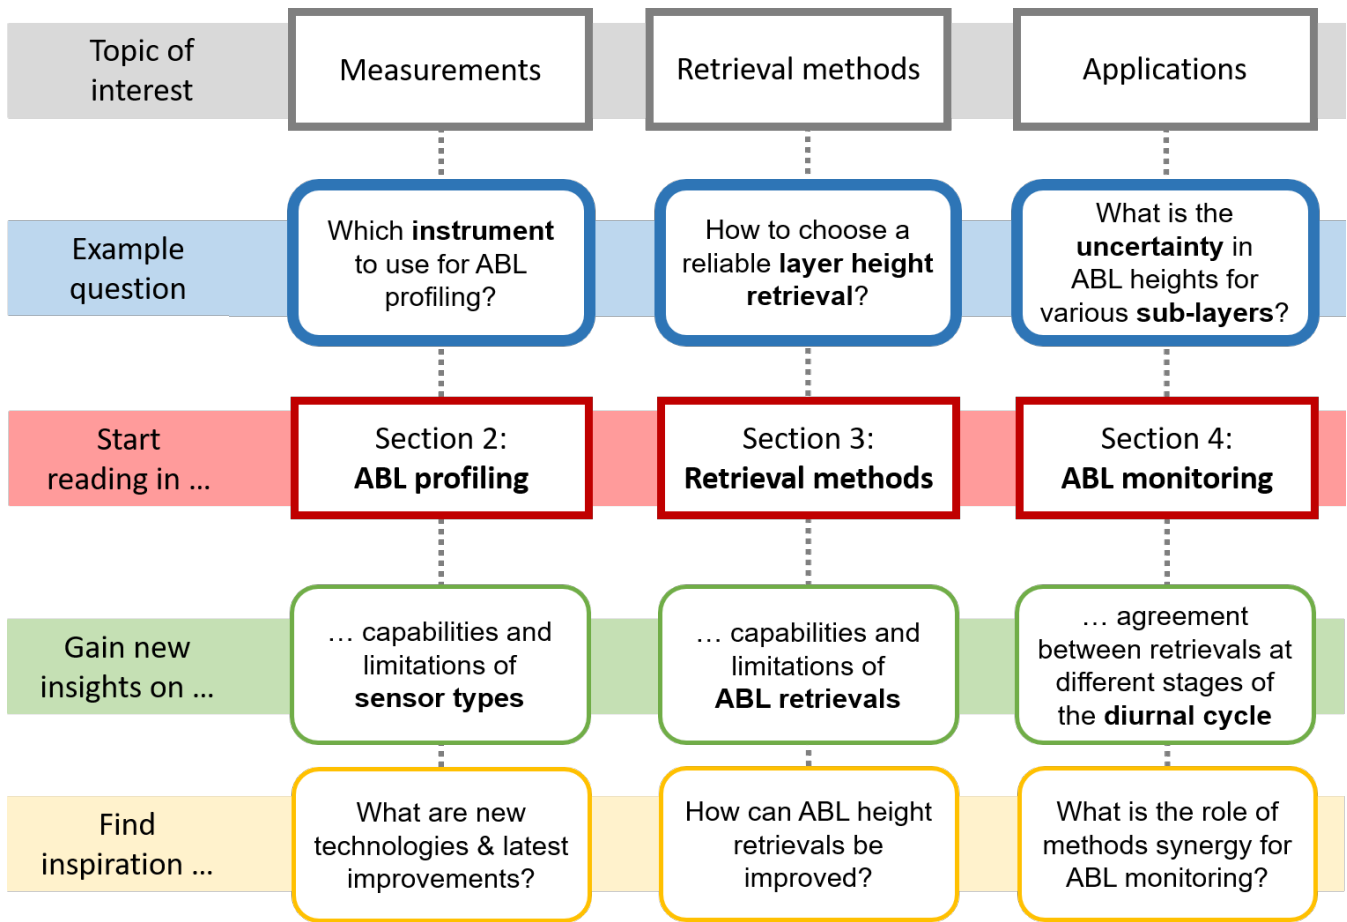 Topic of
interest
Measurements
Retrieval methods
Applications
Example
question
Which instrument
to use for ABL
profiling?
How to choose a
reliable layer height
retrieval?
What is the
uncertainty in
ABL heights for
various sub-layers?
Start
reading in ...
Section 2:
ABL profiling
Section 3:
Retrieval methods
Section 4:
ABL monitoring
Gain new
insights on ...
... capabilities and
limitations of
sensor types
... capabilities and
limitations of
ABL retrievals
... agreement
between retrievals at
different stages of
the diurnal cycle
Find
inspiration ...
What are new
technologies & latest
improvements?
How can ABL height
retrievals be
improved?
What is the role of
methods synergy for
ABL monitoring?